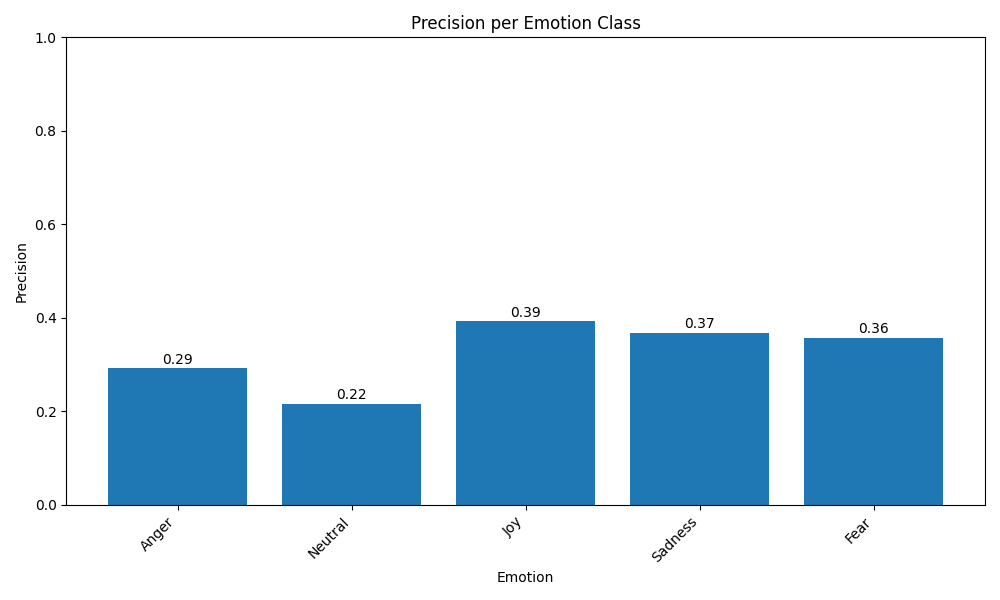 Precision per Emotion Class
1.0
0.8
0.6
0.4
0.2
0.0
Precision
0.29
0.22
0.39
0.37
0.36
Anger
Neutral
Joy
Sadness
Fear
Emotion